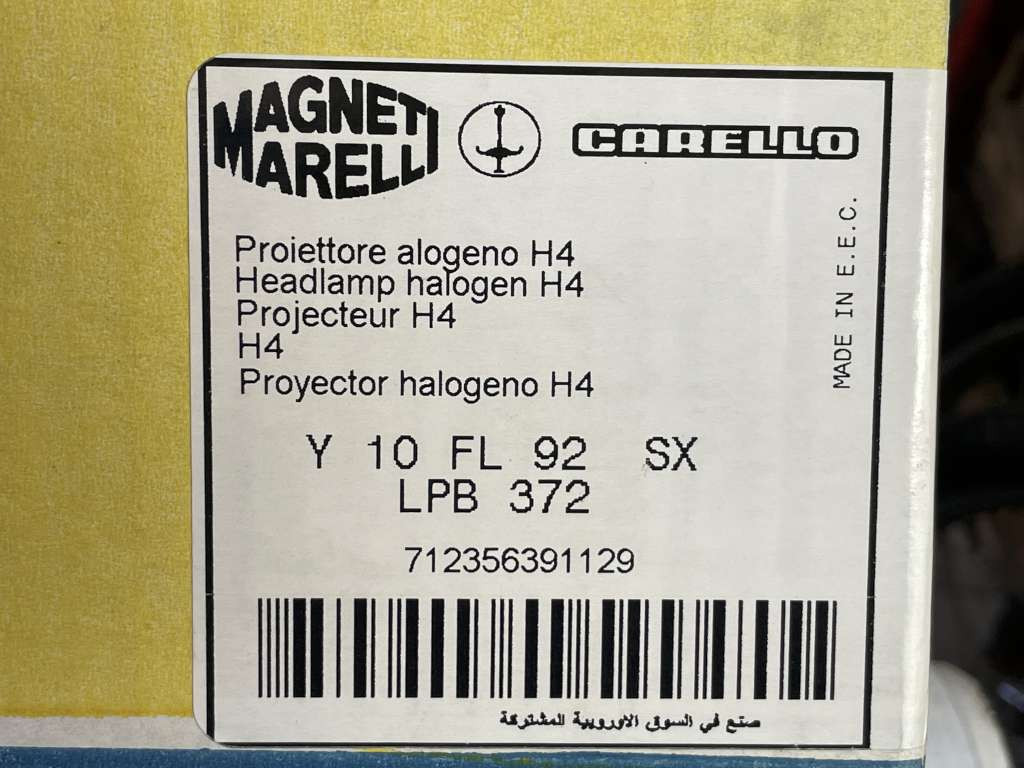 MAGNETI
MARELLI
CARELLO
MADE IN E.E.C.
Proiettore alogeno H4
Headlamp halogen H4
Projecteur H4
H4
Proyector halogeno H4
Y 10 FL 92 SX
LPB 372
712356391129
صنع في السوق الاوروبية المشتركة